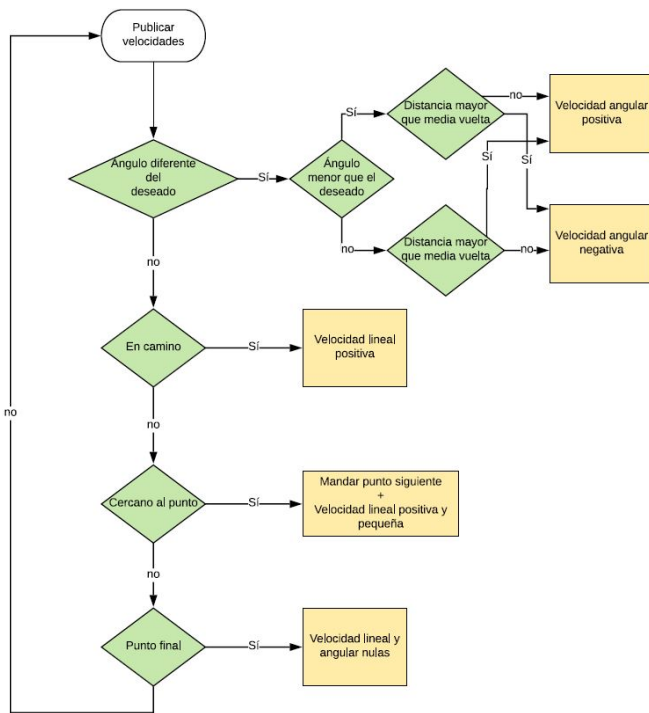 Publicar
velocidades
Ángulo diferente
del
deseado
Sí
Ángulo
menor que el
deseado
Sí
Distancia mayor
que media vuelta
no
Sí
Velocidad angular
positiva
no
Distancia mayor
que media vuelta
Sí
no
Velocidad angular
negativa
no
En camino
Sí
Velocidad lineal
positiva
no
Cercano al punto
Sí
Mandar punto siguiente
+
Velocidad lineal positiva y
pequeña
no
Punto final
Sí
Velocidad lineal y
angular nulas
no